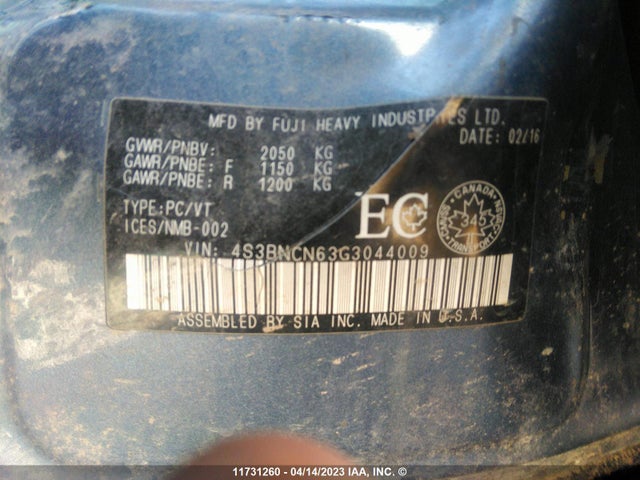 MFD BY FUJI HEAVY INDUSTRIES LTD.
DATE: 02/16
GVWR/PNBV: 2050 KG
GAWR/PNBE: F 1150 KG
GAWR/PNBE: R 1200 KG
TYPE:PC/VT
ICES/NMB-002
EC
CANADA
345
TRANSPORT
VIN: 4S3BNCN63G3044009
ASSEMBLED BY SIA INC. MADE IN U.S.A.
11731260 - 04/14/2023 IAA, INC. ©